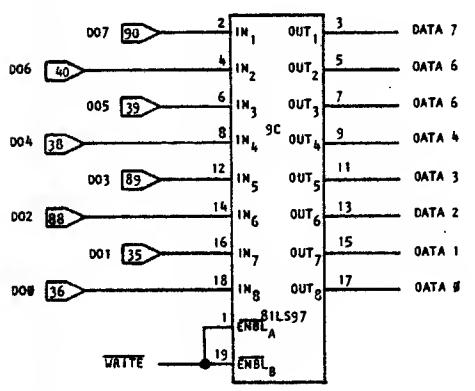 DO7 90 2 IN1 OUT1 3 DATA 7
DO6 40 4 IN2 OUT2 5 DATA 6
DO5 39 6 IN3 OUT3 7 DATA 6
DO4 38 8 IN4 9C OUT4 9 DATA 4
DO3 89 12 IN5 OUT5 11 DATA 3
DO2 88 14 IN6 OUT6 13 DATA 2
DO1 35 16 IN7 OUT7 15 DATA 1
DO0 36 18 IN8 OUT8 17 DATA 0
81LS97
1 ENBLA
WRITE 19 ENBLB